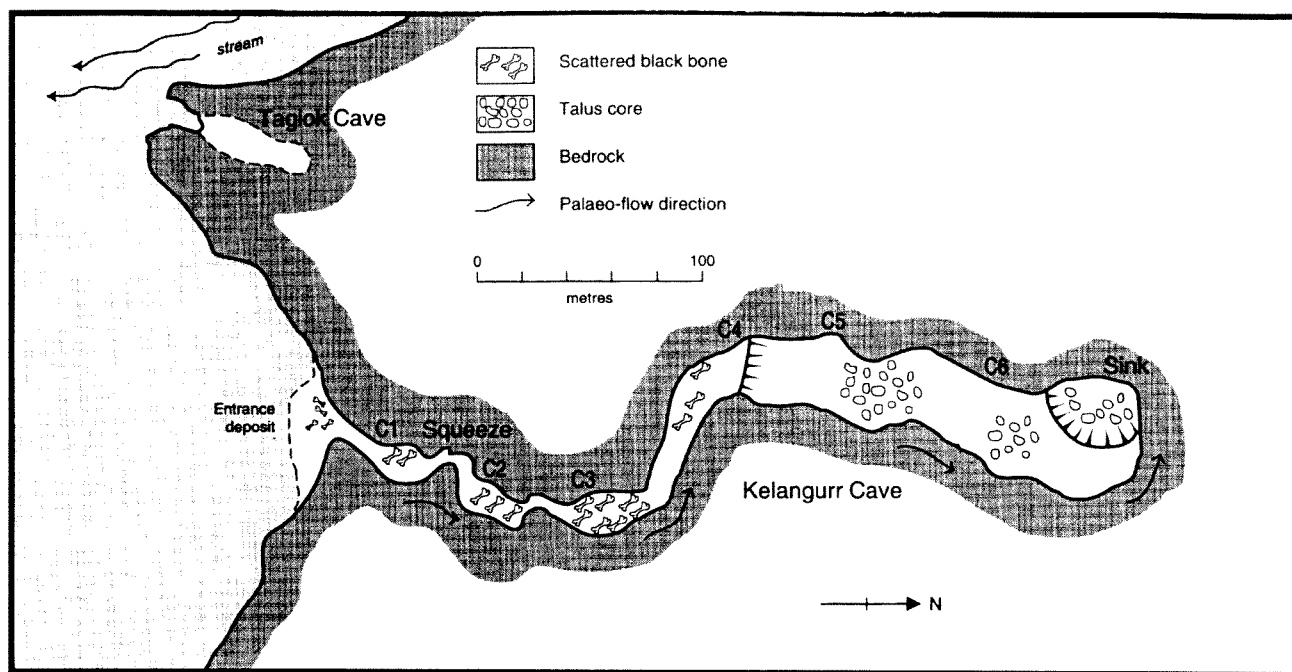 stream
Taglok Cave
Scattered black bone
Talus core
Bedrock
Palaeo-flow direction
0 100
metres
Entrance
deposit
C1
Squeeze
C2
C3
C4
C5
C6
Sink
Kelangurr Cave
N